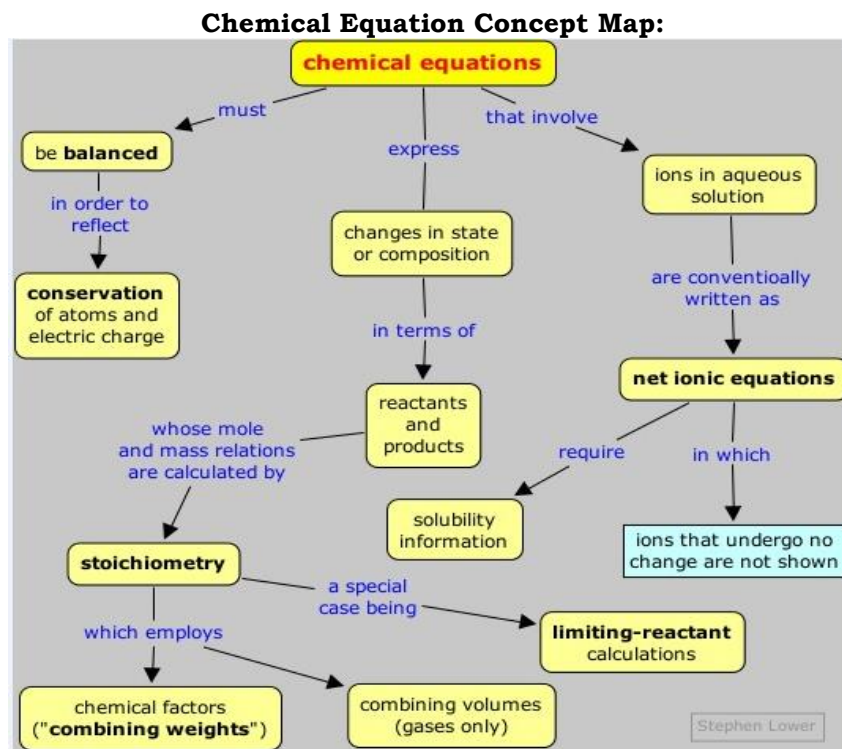 Chemical Equation Concept Map:
chemical equations
must
that involve
express
be balanced
ions in aqueous
solution
in order to
reflect
changes in state
or composition
conservation
of atoms and
electric charge
are conventioally
written as
in terms of
net ionic equations
reactants
and
products
whose mole
and mass relations
are calculated by
require
in which
solubility
information
ions that undergo no
change are not shown
stoichiometry
a special
case being
which employs
limiting-reactant
calculations
chemical factors
("combining weights")
combining volumes
(gases only)
Stephen Lower